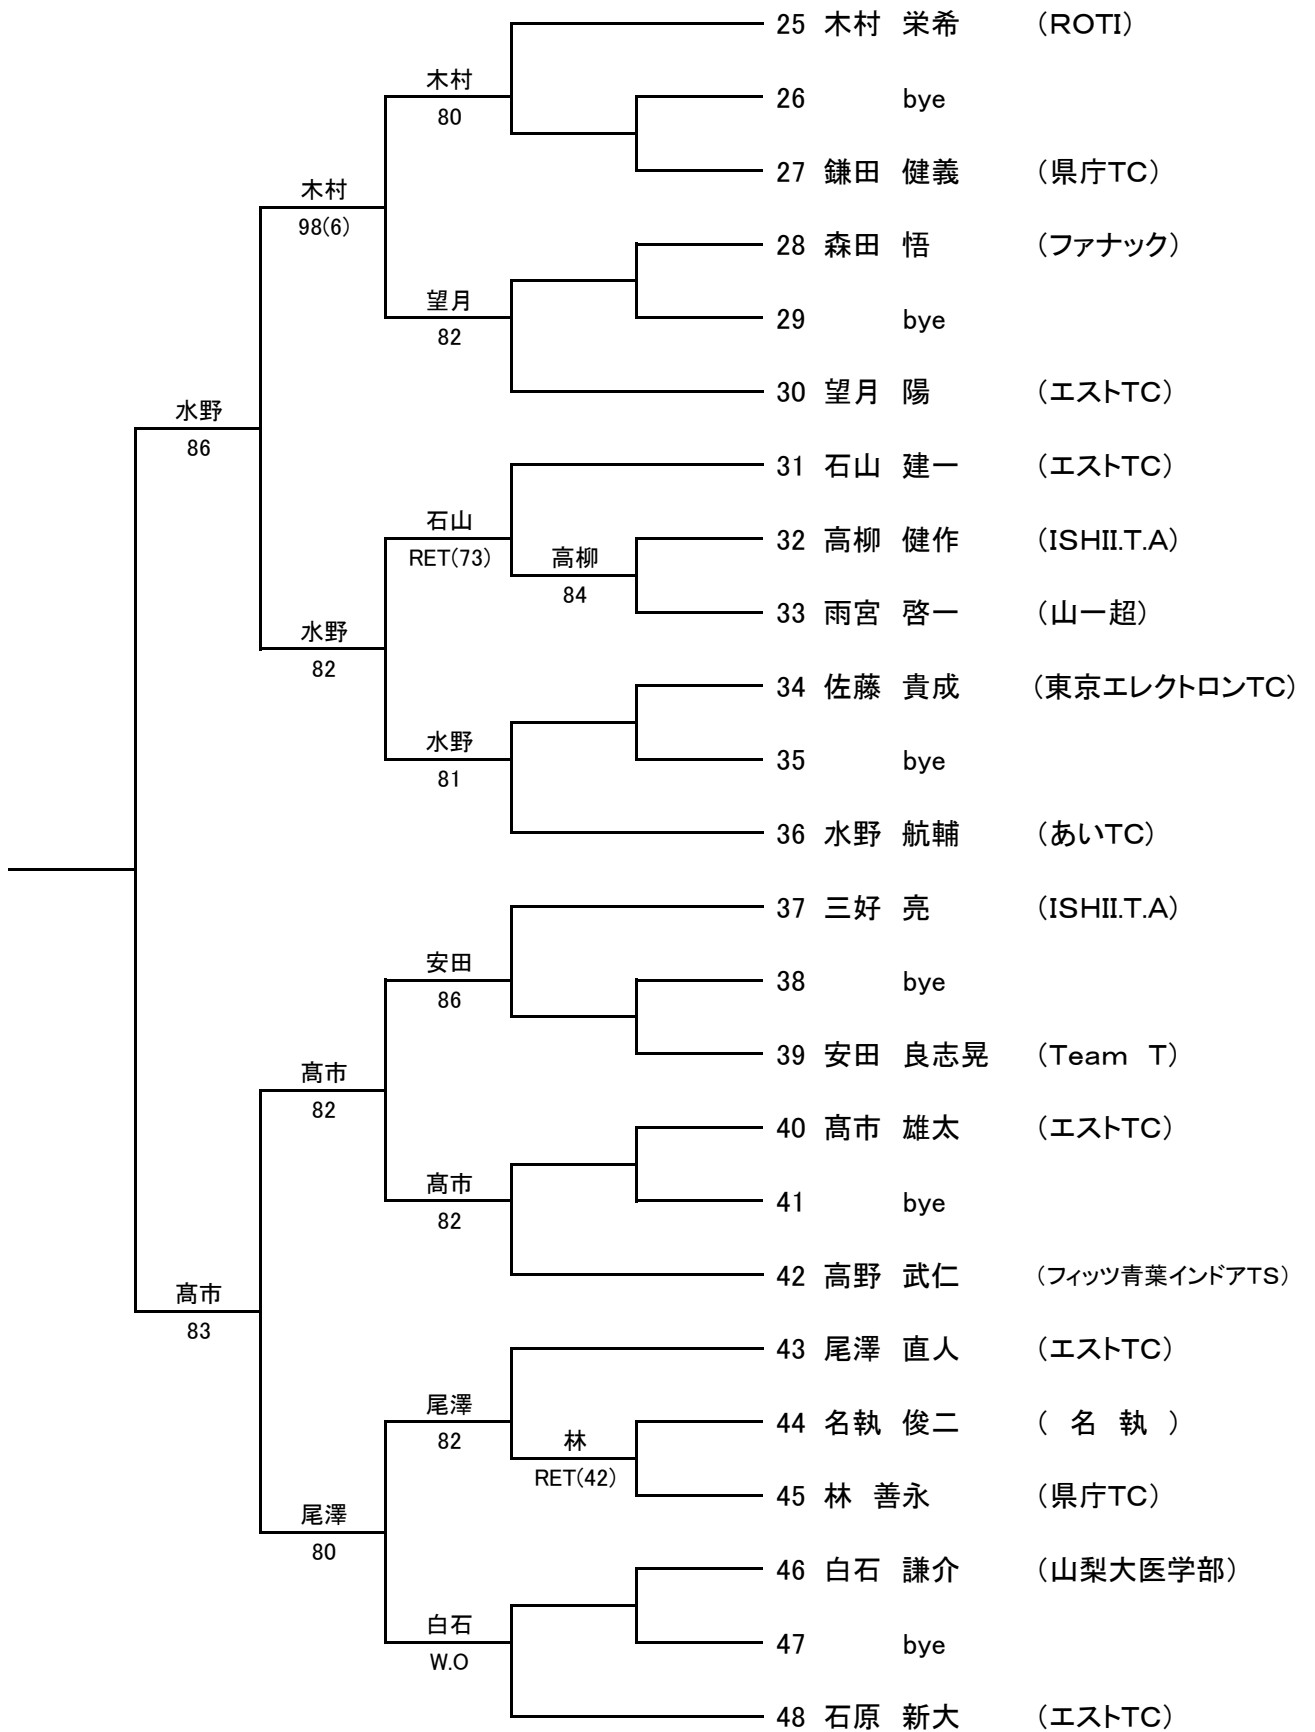 25 木村 栄希 (ROTI)
木村
26 bye
80
27 鎌田 健義 (県庁TC)
木村
98(6)
28 森田 悟 (ファナック)
望月
29 bye
82
30 望月 陽 (エストTC)
水野
86
31 石山 建一 (エストTC)
石山
32 高柳 健作 (ISHII.T.A)
RET(73)
高柳
84
33 雨宮 啓一 (山一超)
水野
82
34 佐藤 貴成 (東京エレクトロンTC)
水野
35 bye
81
36 水野 航輔 (あいTC)
37 三好 亮 (ISHII.T.A)
安田
38 bye
86
39 安田 良志晃 (Team T)
髙市
82
40 髙市 雄太 (エストTC)
髙市
41 bye
82
42 高野 武仁 (フィッツ青葉インドアTS)
髙市
83
43 尾澤 直人 (エストTC)
尾澤
44 名執 俊二 ( 名 執 )
82
林
RET(42)
45 林 善永 (県庁TC)
尾澤
80
46 白石 謙介 (山梨大医学部)
白石
47 bye
W.O
48 石原 新大 (エストTC)